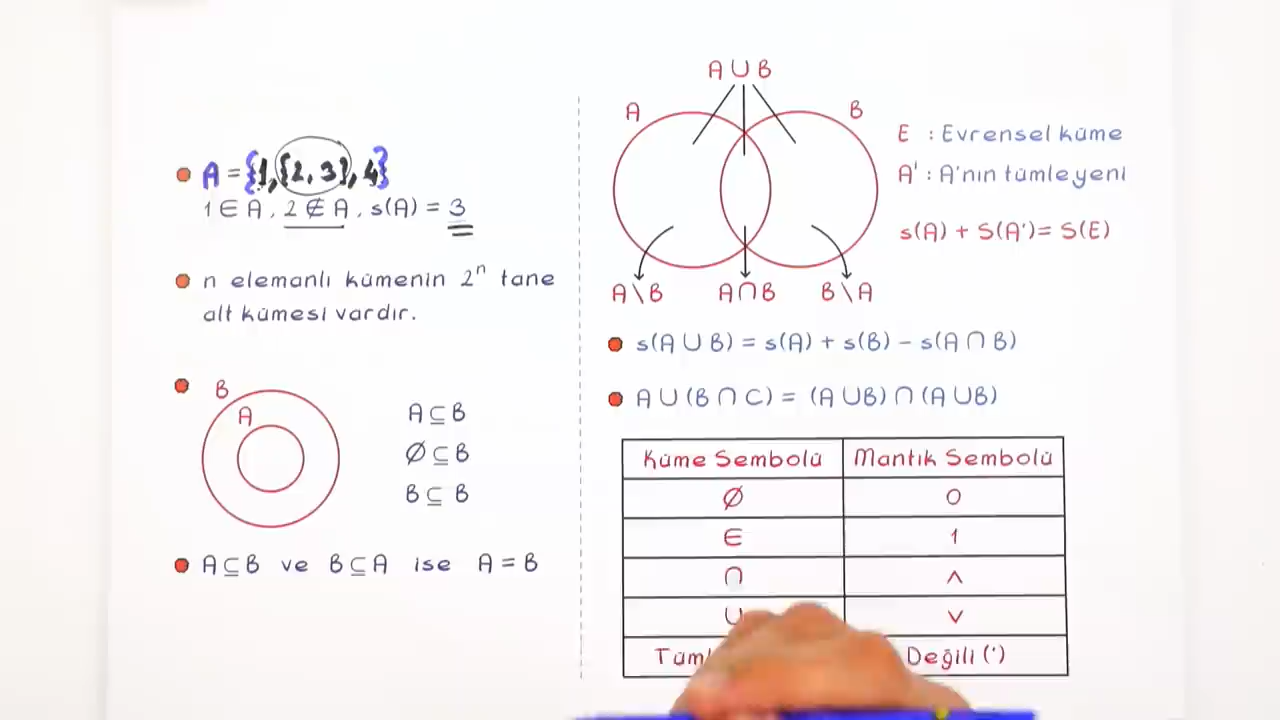 A = {1, {2, 3}, 4}
1 ∈ A , 2 ∉ A , s(A) = 3
n elemanlı kümenin 2ⁿ tane
alt kümesi vardır.
B
A
A ⊆ B
∅ ⊆ B
B ⊆ B
A ⊆ B ve B ⊆ A ise A = B
A ∪ B
A
B
A \ B
A ∩ B
B \ A
E : Evrensel küme
A' : A'nın tümleyeni
s(A) + S(A') = S(E)
s(A ∪ B) = s(A) + s(B) − s(A ∩ B)
A ∪ (B ∩ C) = (A ∪ B) ∩ (A ∪ B)
Küme Sembolü Mantık Sembolü
∅ 0
∈ 1
∩ ∧
∪ ∨
Değili (')